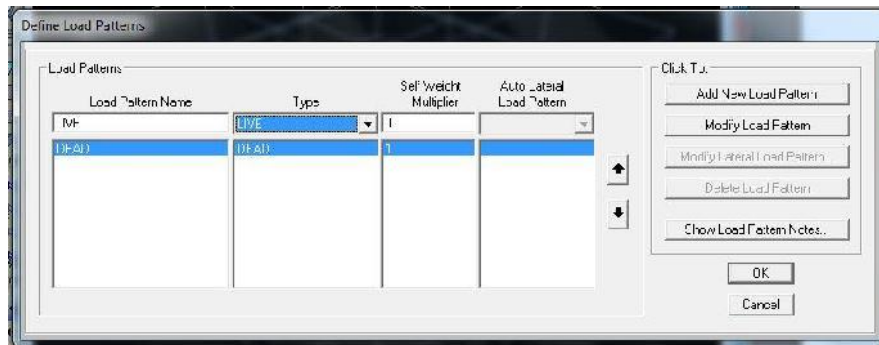 Define Load Patterns
Load Patterns
Click To:
Self Weight Auto Lateral
Load Pattern Name Type Multiplier Load Pattern
LIVE LIVE 1
DEAD DEAD 1
Add New Load Pattern
Modify Load Pattern
Modify Lateral Load Pattern
Delete Load Pattern
Show Load Pattern Notes..
OK
Cancel